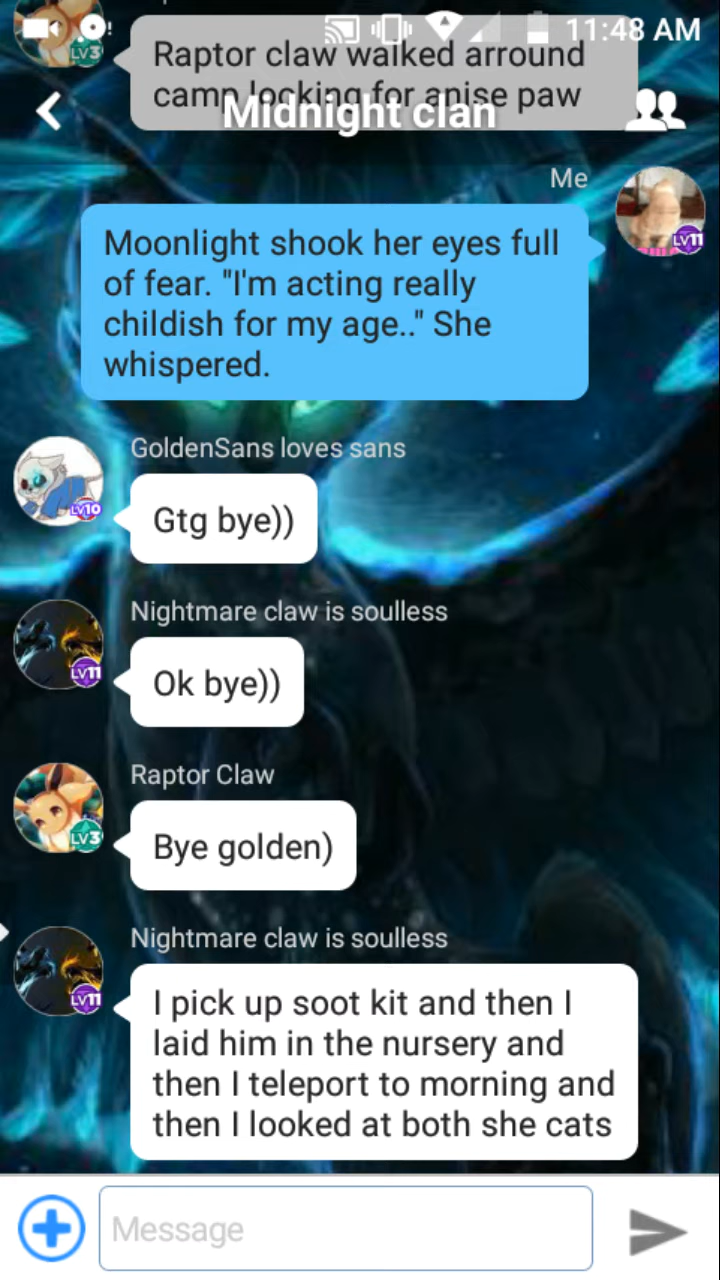 11:48 AM
LV3
Raptor claw walked arround
camp looking for anise paw
Midnight clan
Me
LV11
Moonlight shook her eyes full
of fear. "I'm acting really
childish for my age.." She
whispered.
GoldenSans loves sans
LV10
Gtg bye))
Nightmare claw is soulless
LV11
Ok bye))
Raptor Claw
LV3
Bye golden)
Nightmare claw is soulless
LV11
I pick up soot kit and then I
laid him in the nursery and
then I teleport to morning and
then I looked at both she cats
Message